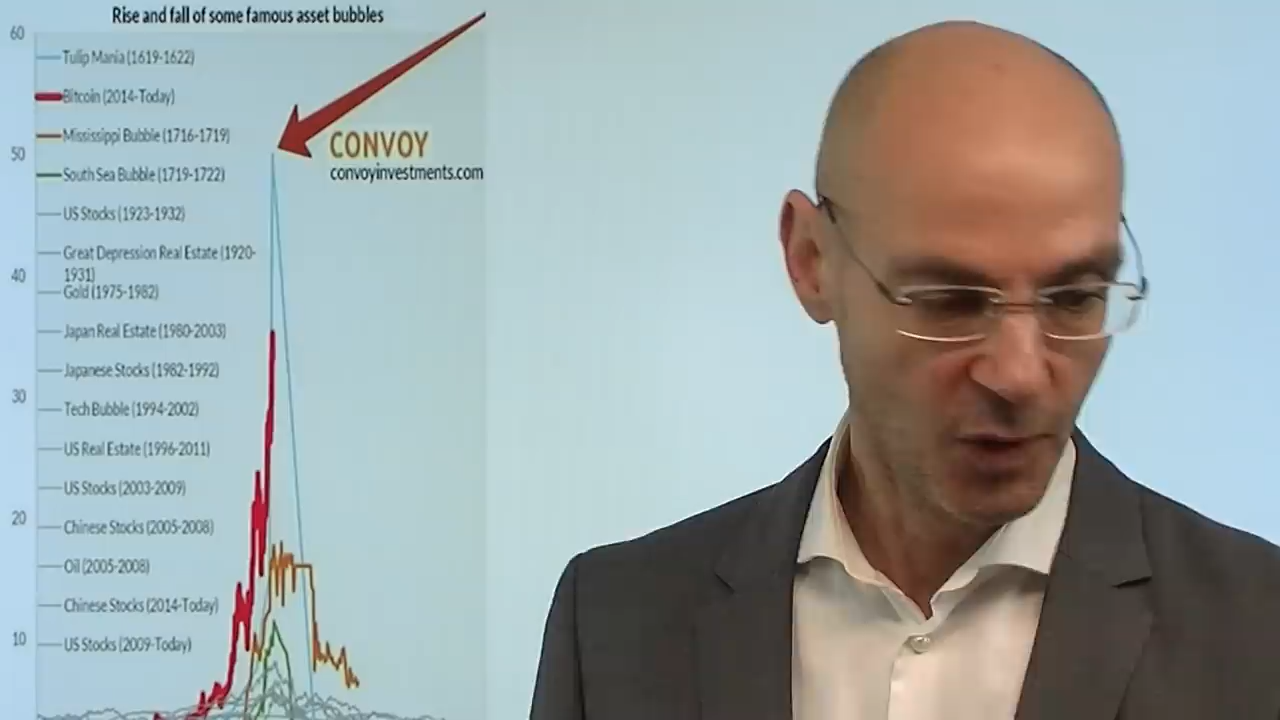 Rise and fall of some famous asset bubbles
60
Tulip Mania (1619-1622)
Bitcoin (2014-Today)
Mississippi Bubble (1716-1719)
CONVOY
50
South Sea Bubble (1719-1722)
convoyinvestments.com
US Stocks (1923-1932)
Great Depression Real Estate (1920-
1931)
40
Gold (1975-1982)
Japan Real Estate (1980-2003)
Japanese Stocks (1982-1992)
30
Tech Bubble (1994-2002)
US Real Estate (1996-2011)
US Stocks (2003-2009)
20
Chinese Stocks (2005-2008)
Oil (2005-2008)
Chinese Stocks (2014-Today)
10
US Stocks (2009-Today)